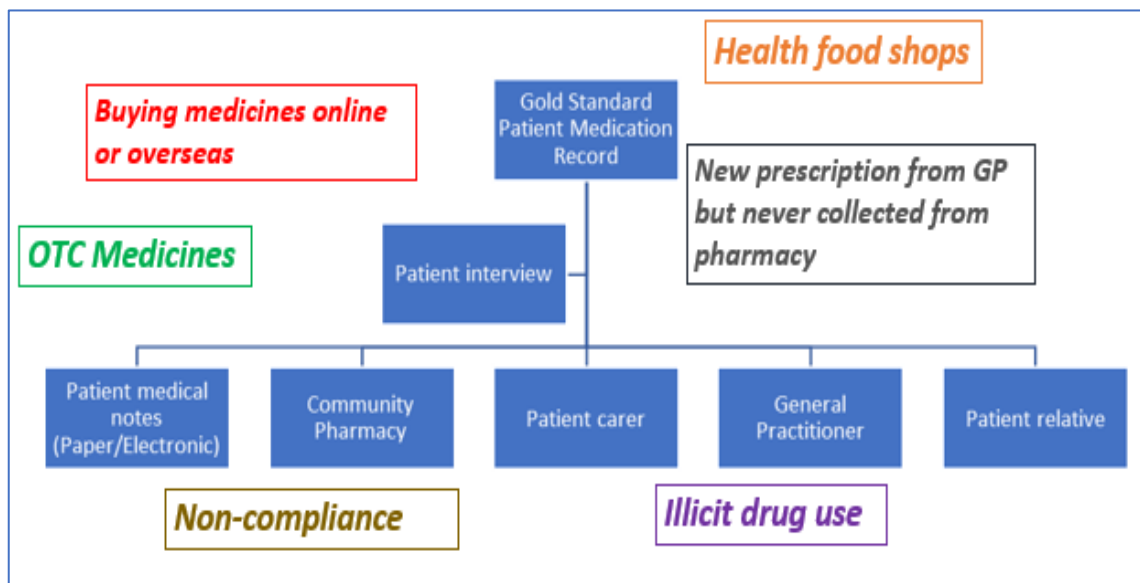 Health food shops
Gold Standard
Patient Medication
Record
Buying medicines online
or overseas
New prescription from GP
but never collected from
pharmacy
OTC Medicines
Patient interview
Patient medical
notes
(Paper/Electronic)
Community
Pharmacy
Patient carer
General
Practitioner
Patient relative
Non-compliance
Illicit drug use